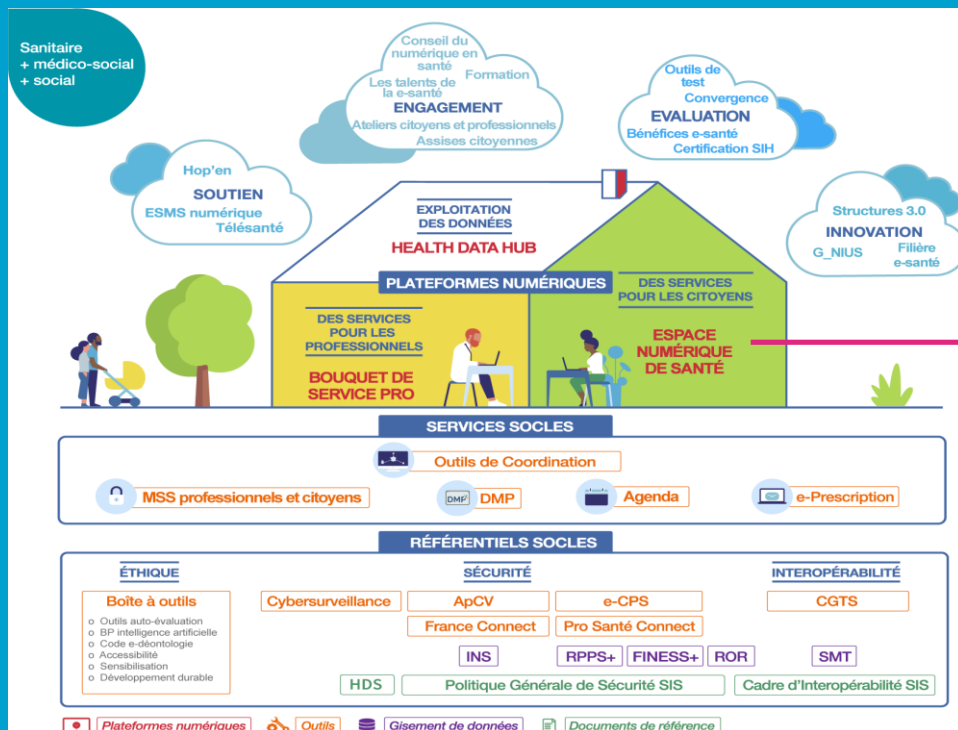 Sanitaire
+ médico-social
+ social
Conseil du
numérique en
santé
Formation
Les talents de
la e-santé
ENGAGEMENT
Ateliers citoyens et professionnels
Assises citoyennes
Outils de
test
Convergence
EVALUATION
Bénéfices e-santé
Certification SIH
Hop'en
SOUTIEN
ESMS numérique
Télésanté
Structures 3.0
INNOVATION
G_NIUS
Filière
e-santé
EXPLOITATION
DES DONNÉES
HEALTH DATA HUB
PLATEFORMES NUMÉRIQUES
DES SERVICES
POUR LES CITOYENS
DES SERVICES
POUR LES
PROFESSIONNELS
ESPACE
NUMÉRIQUE
DE SANTÉ
BOUQUET DE
SERVICE PRO
SERVICES SOCLES
Outils de Coordination
MSS professionnels et citoyens
DMP DMP
Agenda
e-Prescription
RÉFÉRENTIELS SOCLES
ÉTHIQUE
Boîte à outils
o Outils auto-évaluation
o BP intelligence artificielle
o Code e-déontologie
o Accessibilité
o Sensibilisation
o Développement durable
SÉCURITÉ
Cybersurveillance ApCV e-CPS
France Connect Pro Santé Connect
INS RPPS+ FINESS+ ROR
HDS Politique Générale de Sécurité SIS
INTEROPÉRABILITÉ
CGTS
SMT
Cadre d'Interopérabilité SIS
Plateformes numériques Outils Gisement de données Documents de référence